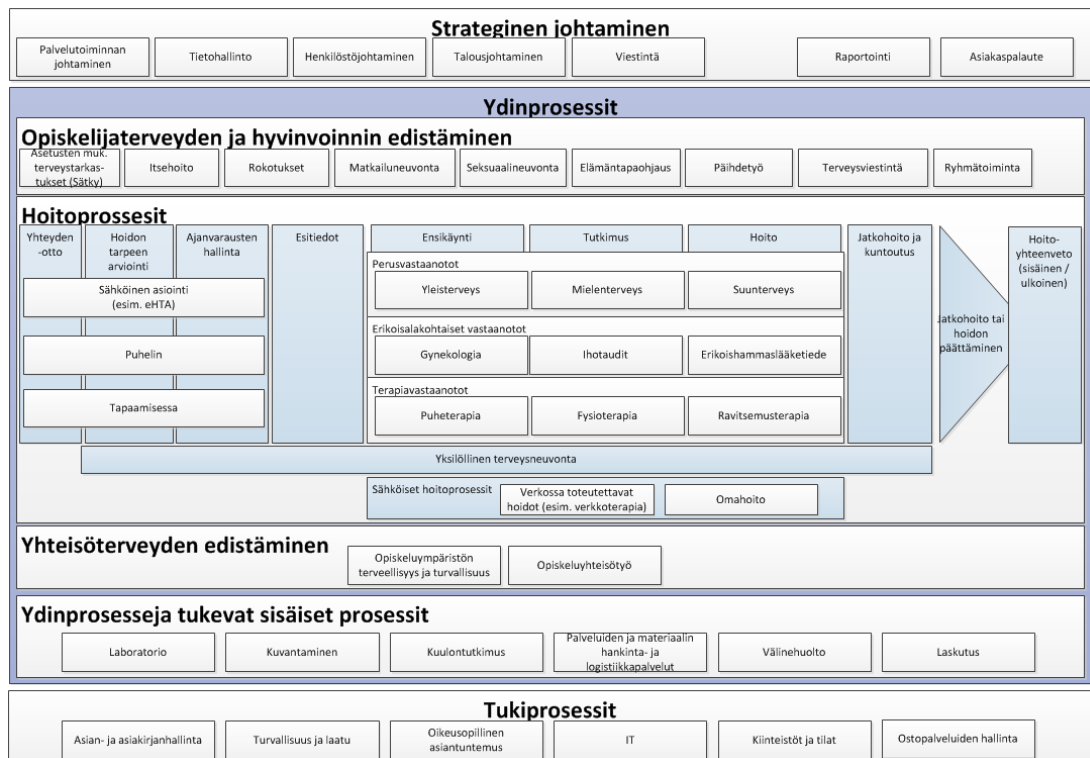 Strateginen johtaminen
Palvelutoiminnan
johtaminen
Tietohallinto
Henkilöstöjohtaminen
Talousjohtaminen
Viestintä
Raportointi
Asiakaspalaute
Ydinprosessit
Opiskelijaterveyden ja hyvinvoinnin edistäminen
Asetusten muk.
terveystarkas-
tukset (Sätky)
Itsehoito
Rokotukset
Matkailuneuvonta
Seksuaalineuvonta
Elämäntapaohjaus
Päihdetyö
Terveysviestintä
Ryhmätoiminta
Hoitoprossesit
Yhteyden
-otto
Hoidon
tarpeen
arviointi
Ajanvarausten
hallinta
Esitiedot
Ensikäynti
Tutkimus
Hoito
Jatkohoito ja
kuntoutus
Hoito-
yhteenveto
(sisäinen /
ulkoinen)
Sähköinen asiointi
(esim. eHTA)
Puhelin
Tapaamisessa
Perusvastaanotot
Yleisterveys
Mielenterveys
Suunterveys
Erikoisalakohtaiset vastaanotot
Gynekologia
Ihotaudit
Erikoishammaslääketiede
Terapiavastaanotot
Puheterapia
Fysioterapia
Ravitsemusterapia
Jatkohoito tai
hoidon
päättäminen
Yksilöllinen terveysneuvonta
Sähköiset hoitoprosessit
Verkossa toteutettavat
hoidot (esim. verkkoterapia)
Omahoito
Yhteisöterveyden edistäminen
Opiskeluympäristön
terveellisyys ja turvallisuus
Opiskeluyhteisötyö
Ydinprosesseja tukevat sisäiset prosessit
Laboratorio
Kuvantaminen
Kuulontutkimus
Palveluiden ja materiaalin
hankinta- ja
logistiikkapalvelut
Välinehuolto
Laskutus
Tukiprosessit
Asian- ja asiakirjanhallinta
Turvallisuus ja laatu
Oikeusopillinen
asiantuntemus
IT
Kiinteistöt ja tilat
Ostopalveluiden hallinta